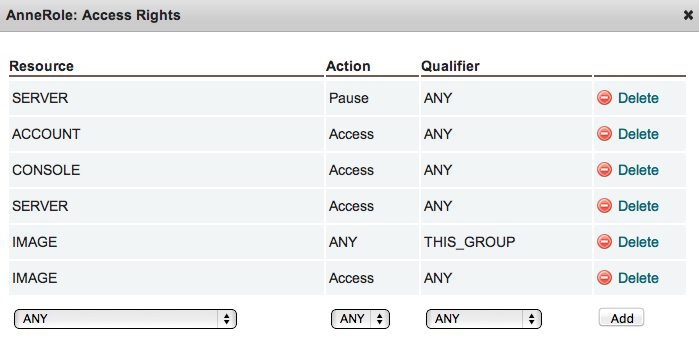 AnneRole: Access Rights
Resource Action Qualifier
SERVER Pause ANY Delete
ACCOUNT Access ANY Delete
CONSOLE Access ANY Delete
SERVER Access ANY Delete
IMAGE ANY THIS_GROUP Delete
IMAGE Access ANY Delete
ANY ANY ANY Add